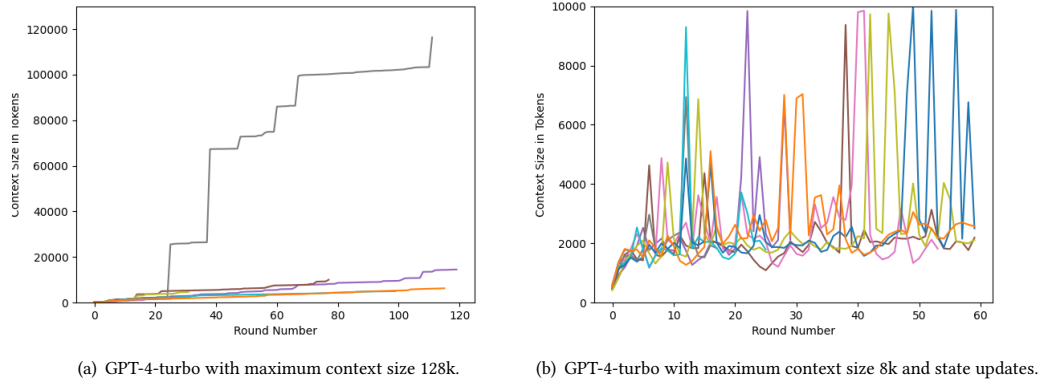 120000
100000
80000
60000
40000
20000
0
Context Size in Tokens
0 20 40 60 80 100 120
Round Number
(a) GPT-4-turbo with maximum context size 128k.
10000
8000
6000
4000
2000
0
Context Size in Tokens
0 10 20 30 40 50 60
Round Number
(b) GPT-4-turbo with maximum context size 8k and state updates.